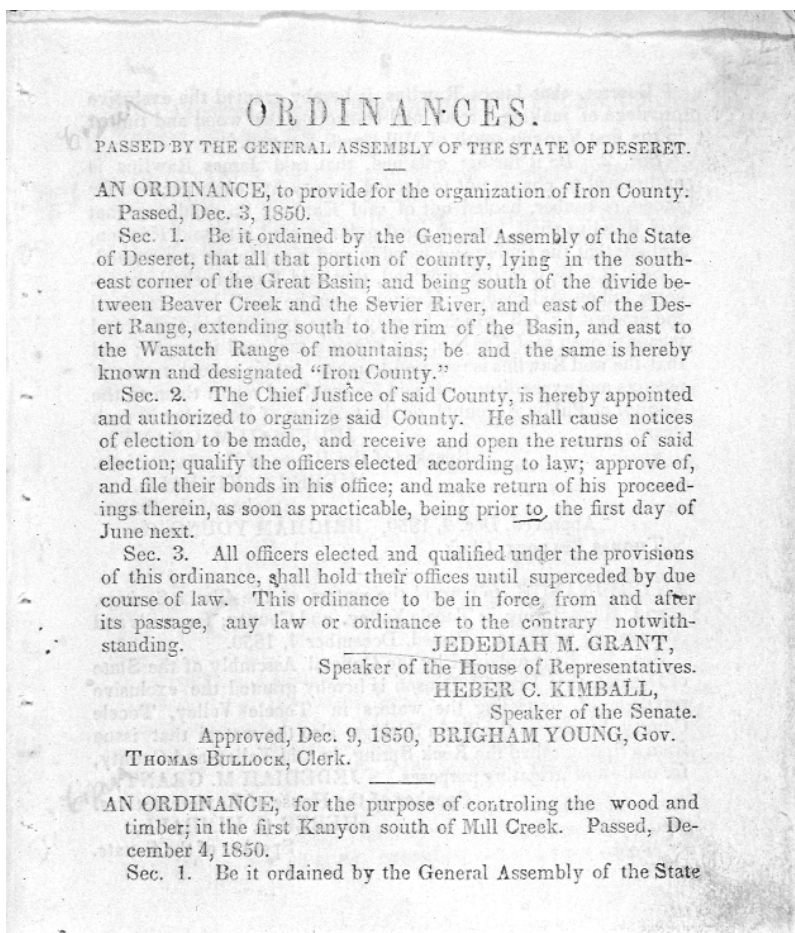 ORDINANCES.
PASSED BY THE GENERAL ASSEMBLY OF THE STATE OF DESERET.
AN ORDINANCE, to provide for the organization of Iron County.
Passed, Dec. 3, 1850.
Sec. 1. Be it ordained by the General Assembly of the State
of Deseret, that all that portion of country, lying in the south-
east corner of the Great Basin; and being south of the divide be-
tween Beaver Creek and the Sevier River, and east of the Des-
ert Range, extending south to the rim of the Basin, and east to
the Wasatch Range of mountains; be and the same is hereby
known and designated "Iron County."
Sec. 2. The Chief Justice of said County, is hereby appointed
and authorized to organize said County. He shall cause notices
of election to be made, and receive and open the returns of said
election; qualify the officers elected according to law; approve of,
and file their bonds in his office; and make return of his proceed-
ings therein, as soon as practicable, being prior to the first day of
June next.
Sec. 3. All officers elected and qualified under the provisions
of this ordinance, shall hold their offices until superceded by due
course of law. This ordinance to be in force from and after
its passage, any law or ordinance to the contrary notwith-
standing. JEDEDIAH M. GRANT,
Speaker of the House of Representatives.
HEBER C. KIMBALL,
Speaker of the Senate.
Approved, Dec. 9, 1850, BRIGHAM YOUNG, Gov.
THOMAS BULLOCK, Clerk.
AN ORDINANCE, for the purpose of controling the wood and
timber; in the first Kanyon south of Mill Creek. Passed, De-
cember 4, 1850.
Sec. 1. Be it ordained by the General Assembly of the State